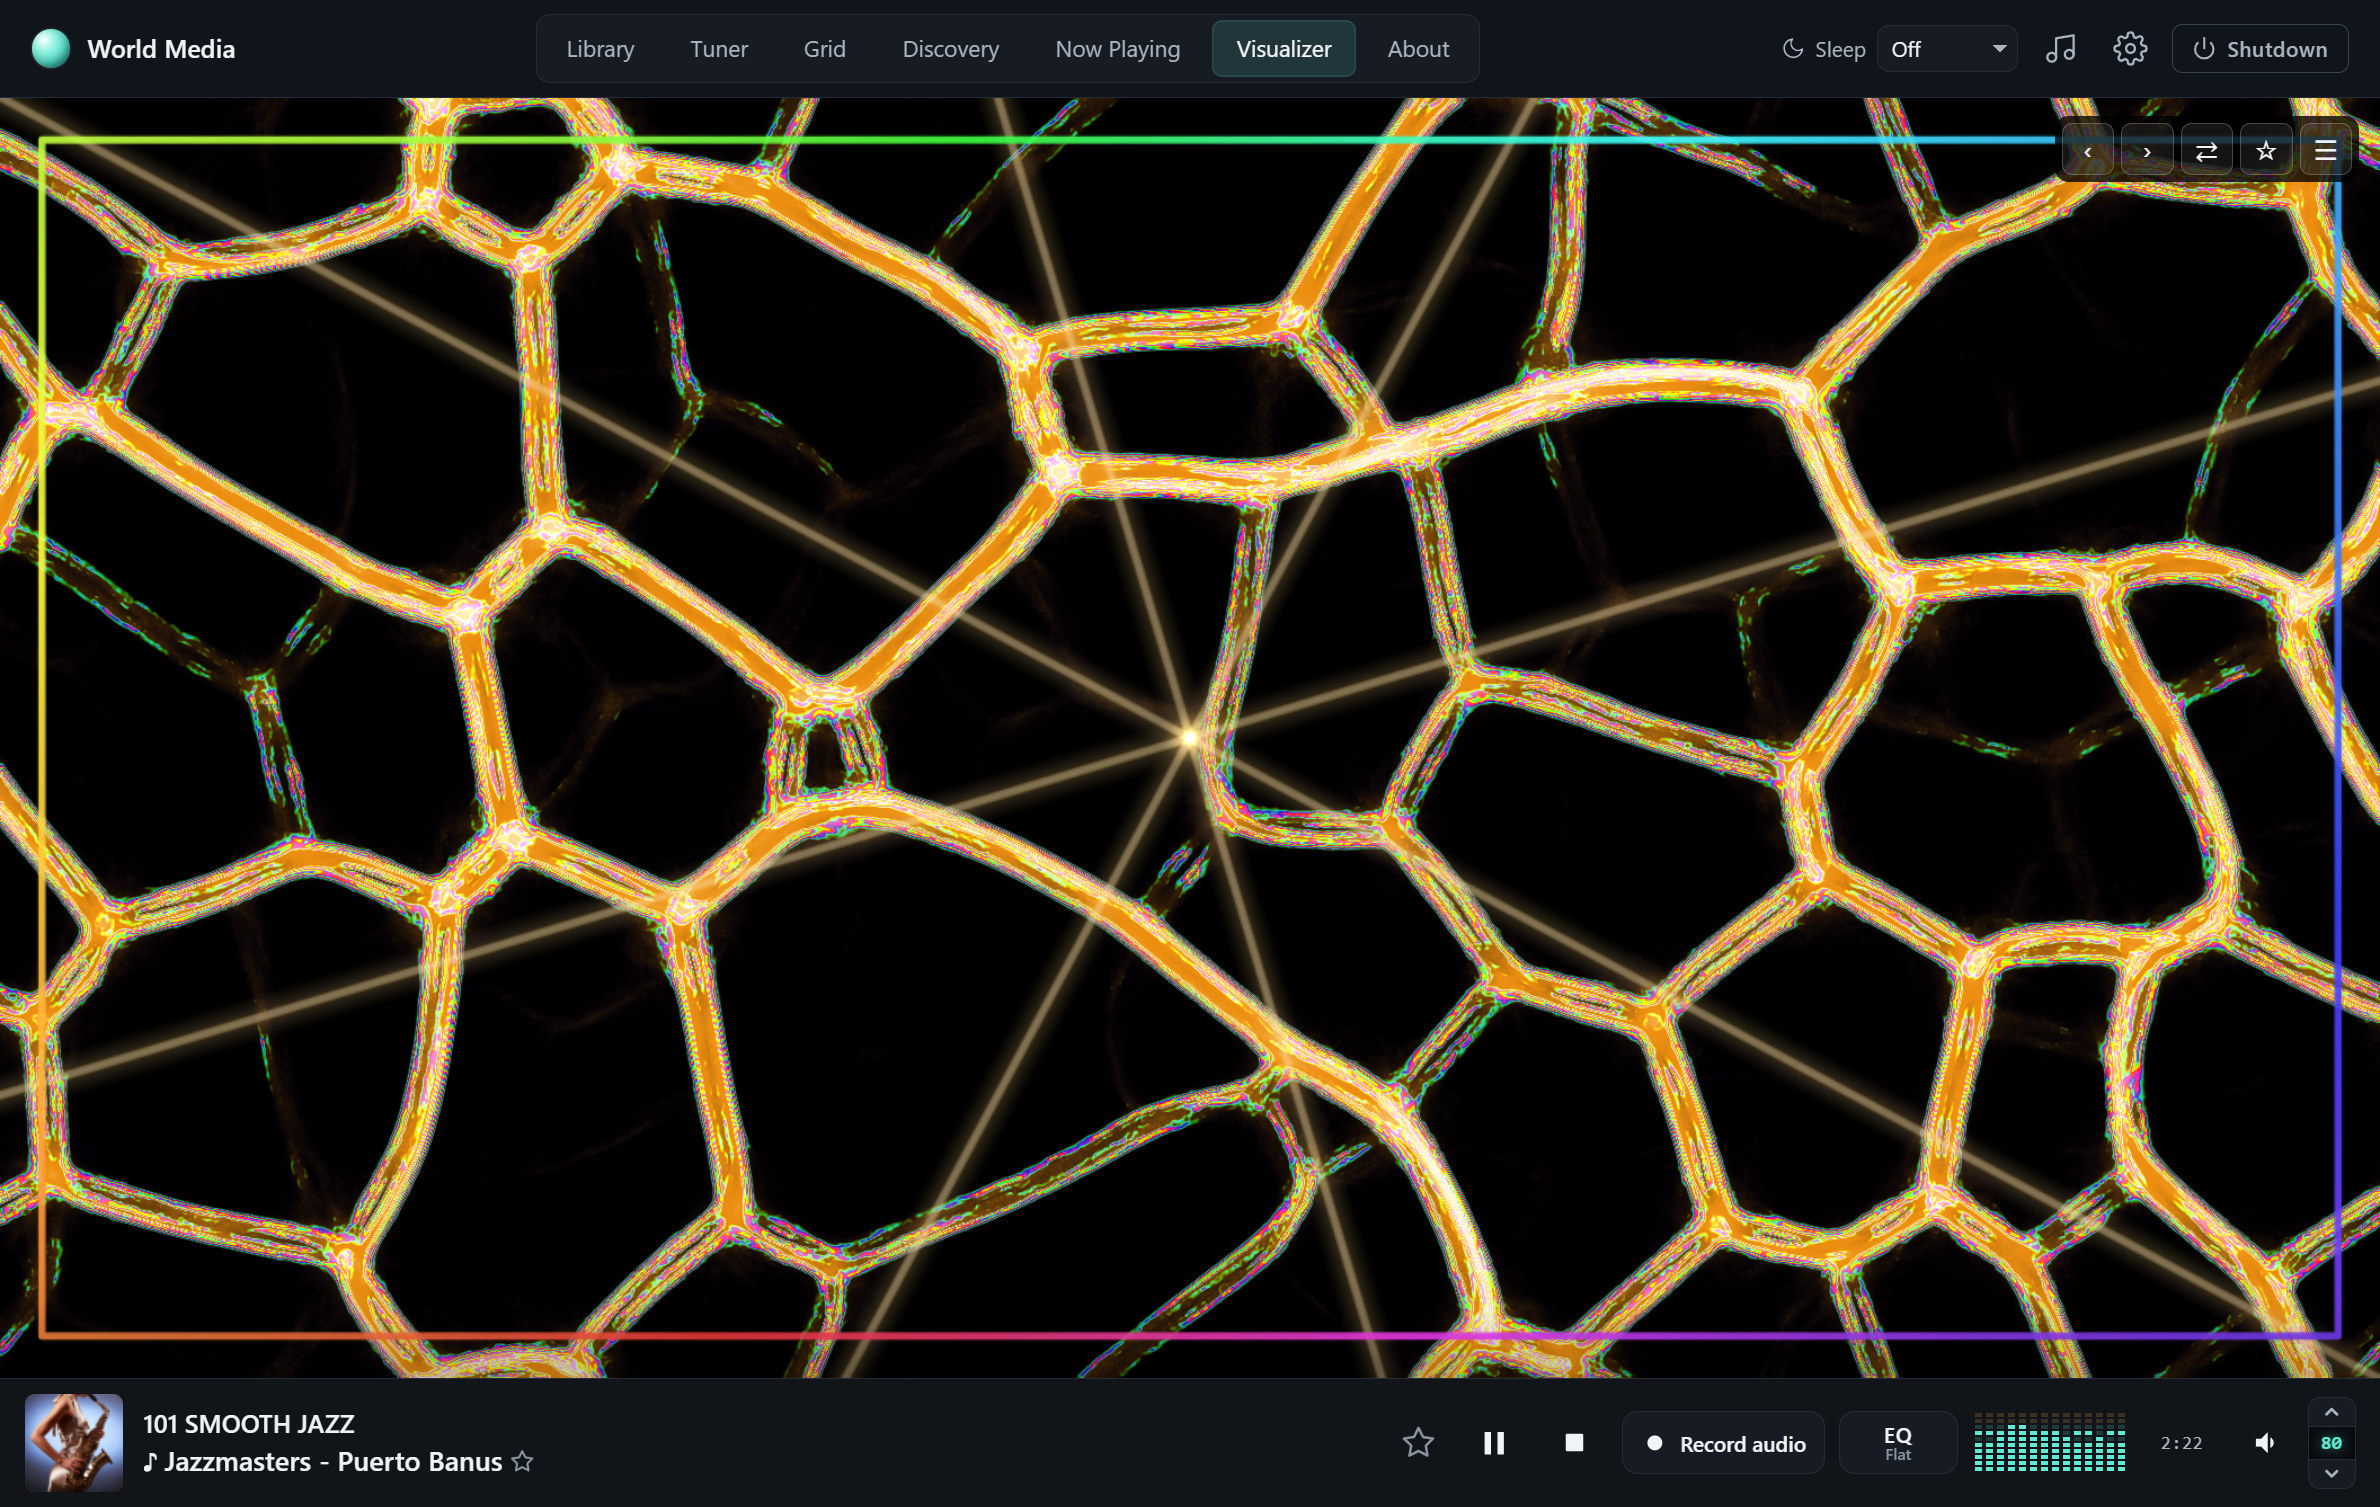 World Media
Library
Tuner
Grid
Discovery
Now Playing
Visualizer
About
Sleep
Off
Shutdown
101 SMOOTH JAZZ
Jazzmasters - Puerto Banus
Record audio
EQ
Flat
2:22
80